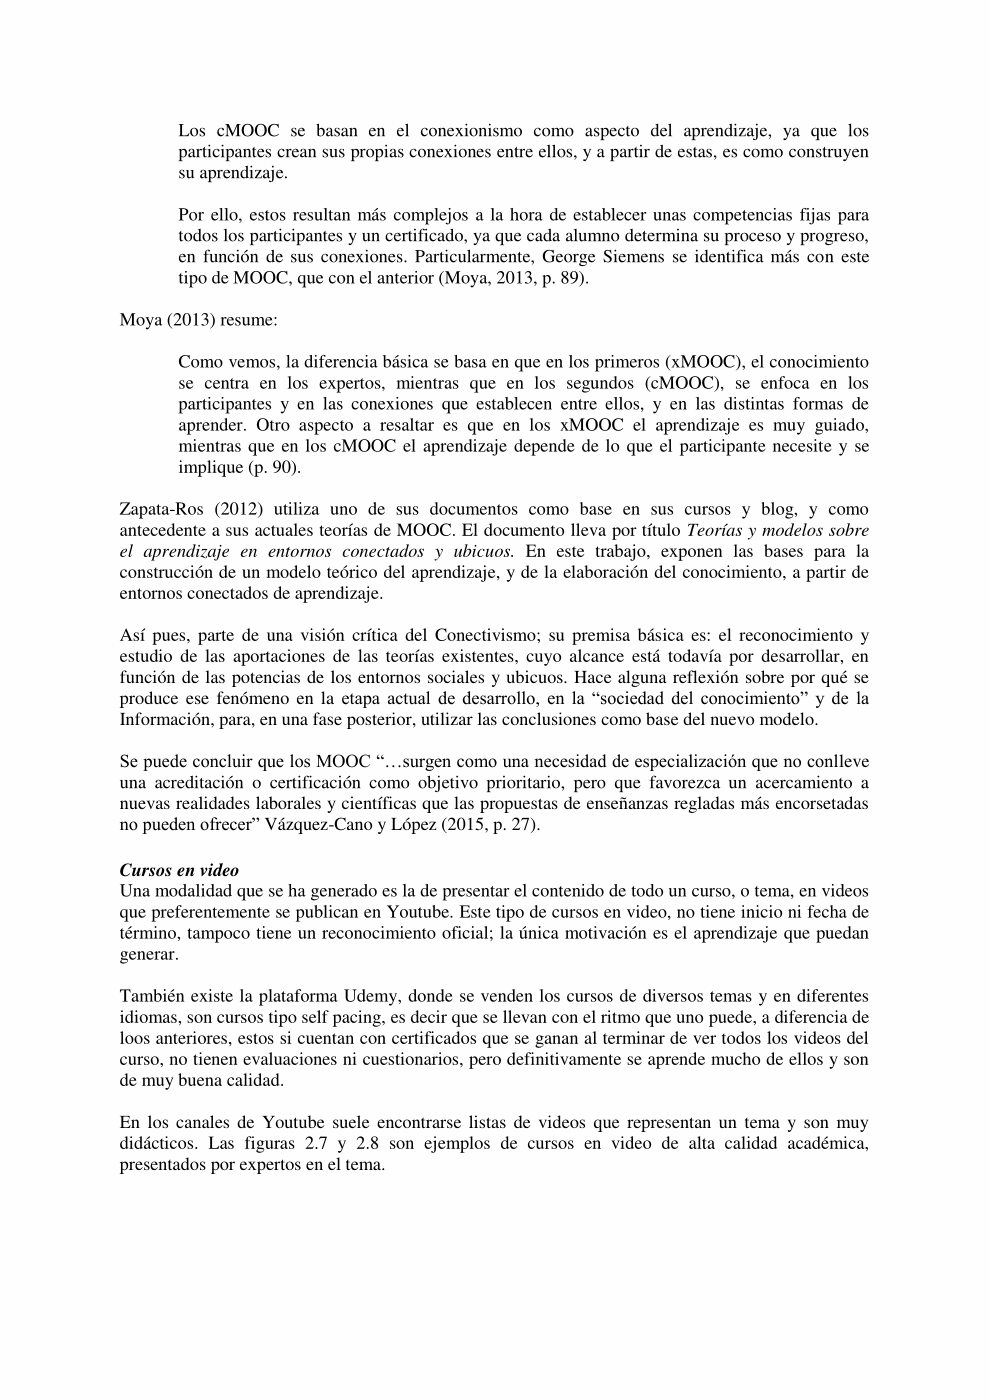 Los cMOOC se basan en el conexionismo como aspecto del aprendizaje, ya que los
participantes crean sus propias conexiones entre ellos, y a partir de estas, es como construyen
su aprendizaje.
Por ello, estos resultan más complejos a la hora de establecer unas competencias fijas para
todos los participantes y un certificado, ya que cada alumno determina su proceso y progreso,
en función de sus conexiones. Particularmente, George Siemens se identifica más con este
tipo de MOOC, que con el anterior (Moya, 2013, p. 89).
Moya (2013) resume:
Como vemos, la diferencia básica se basa en que en los primeros (xMOOC), el conocimiento
se centra en los expertos, mientras que en los segundos (cMOOC), se enfoca en los
participantes y en las conexiones que establecen entre ellos, y en las distintas formas de
aprender. Otro aspecto a resaltar es que en los xMOOC el aprendizaje es muy guiado,
mientras que en los cMOOC el aprendizaje depende de lo que el participante necesite y se
implique (p. 90).
Zapata-Ros (2012) utiliza uno de sus documentos como base en sus cursos y blog, y como
antecedente a sus actuales teorías de MOOC. El documento lleva por título Teorías y modelos sobre
el aprendizaje en entornos conectados y ubicuos. En este trabajo, exponen las bases para la
construcción de un modelo teórico del aprendizaje, y de la elaboración del conocimiento, a partir de
entornos conectados de aprendizaje.
Así pues, parte de una visión crítica del Conectivismo; su premisa básica es: el reconocimiento y
estudio de las aportaciones de las teorías existentes, cuyo alcance está todavía por desarrollar, en
función de las potencias de los entornos sociales y ubicuos. Hace alguna reflexión sobre por qué se
produce ese fenómeno en la etapa actual de desarrollo, en la “sociedad del conocimiento” y de la
Información, para, en una fase posterior, utilizar las conclusiones como base del nuevo modelo.
Se puede concluir que los MOOC “…surgen como una necesidad de especialización que no conlleve
una acreditación o certificación como objetivo prioritario, pero que favorezca un acercamiento a
nuevas realidades laborales y científicas que las propuestas de enseñanzas regladas más encorsetadas
no pueden ofrecer” Vázquez-Cano y López (2015, p. 27).
Cursos en video
Una modalidad que se ha generado es la de presentar el contenido de todo un curso, o tema, en videos
que preferentemente se publican en Youtube. Este tipo de cursos en video, no tiene inicio ni fecha de
término, tampoco tiene un reconocimiento oficial; la única motivación es el aprendizaje que puedan
generar.
También existe la plataforma Udemy, donde se venden los cursos de diversos temas y en diferentes
idiomas, son cursos tipo self pacing, es decir que se llevan con el ritmo que uno puede, a diferencia de
loos anteriores, estos si cuentan con certificados que se ganan al terminar de ver todos los videos del
curso, no tienen evaluaciones ni cuestionarios, pero definitivamente se aprende mucho de ellos y son
de muy buena calidad.
En los canales de Youtube suele encontrarse listas de videos que representan un tema y son muy
didácticos. Las figuras 2.7 y 2.8 son ejemplos de cursos en video de alta calidad académica,
presentados por expertos en el tema.